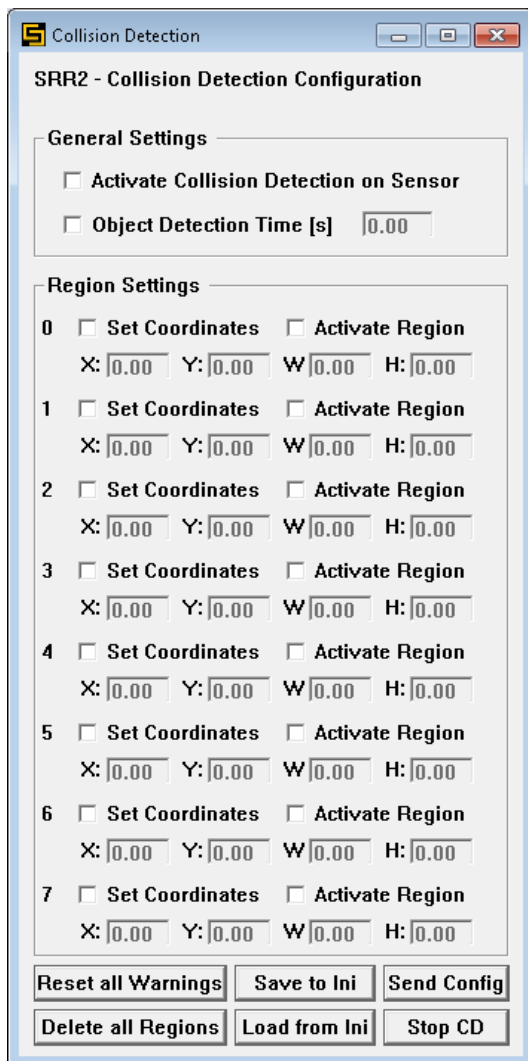 Collision Detection
SRR2 - Collision Detection Configuration
General Settings
Activate Collision Detection on Sensor
Object Detection Time [s] 0.00
Region Settings
0 Set Coordinates Activate Region
X: 0.00 Y: 0.00 W 0.00 H: 0.00
1 Set Coordinates Activate Region
X: 0.00 Y: 0.00 W 0.00 H: 0.00
2 Set Coordinates Activate Region
X: 0.00 Y: 0.00 W 0.00 H: 0.00
3 Set Coordinates Activate Region
X: 0.00 Y: 0.00 W 0.00 H: 0.00
4 Set Coordinates Activate Region
X: 0.00 Y: 0.00 W 0.00 H: 0.00
5 Set Coordinates Activate Region
X: 0.00 Y: 0.00 W 0.00 H: 0.00
6 Set Coordinates Activate Region
X: 0.00 Y: 0.00 W 0.00 H: 0.00
7 Set Coordinates Activate Region
X: 0.00 Y: 0.00 W 0.00 H: 0.00
Reset all Warnings Save to Ini Send Config
Delete all Regions Load from Ini Stop CD